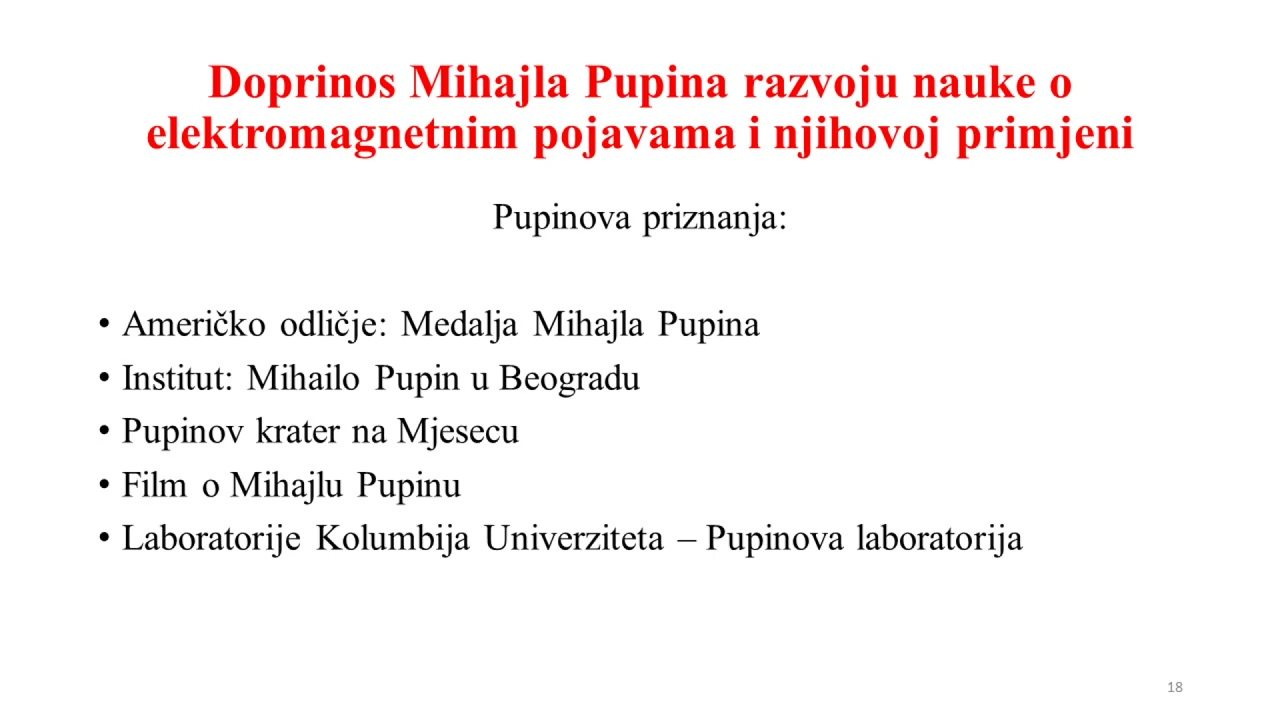 Doprinos Mihajla Pupina razvoju nauke o
elektromagnetnim pojavama i njihovoj primjeni
Pupinova priznanja:
• Američko odličje: Medalja Mihajla Pupina
• Institut: Mihailo Pupin u Beogradu
• Pupinov krater na Mjesecu
• Film o Mihajlu Pupinu
• Laboratorije Kolumbija Univerziteta – Pupinova laboratorija
18